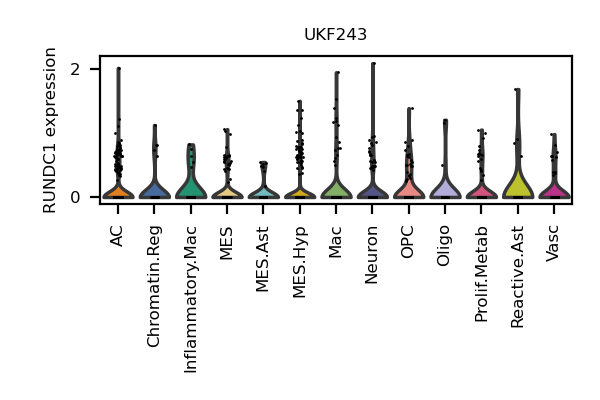 UKF243
RUNDC1 expression
2
0
AC
Chromatin.Reg
Inflammatory.Mac
MES
MES.Ast
MES.Hyp
Mac
Neuron
OPC
Oligo
Prolif.Metab
Reactive.Ast
Vasc